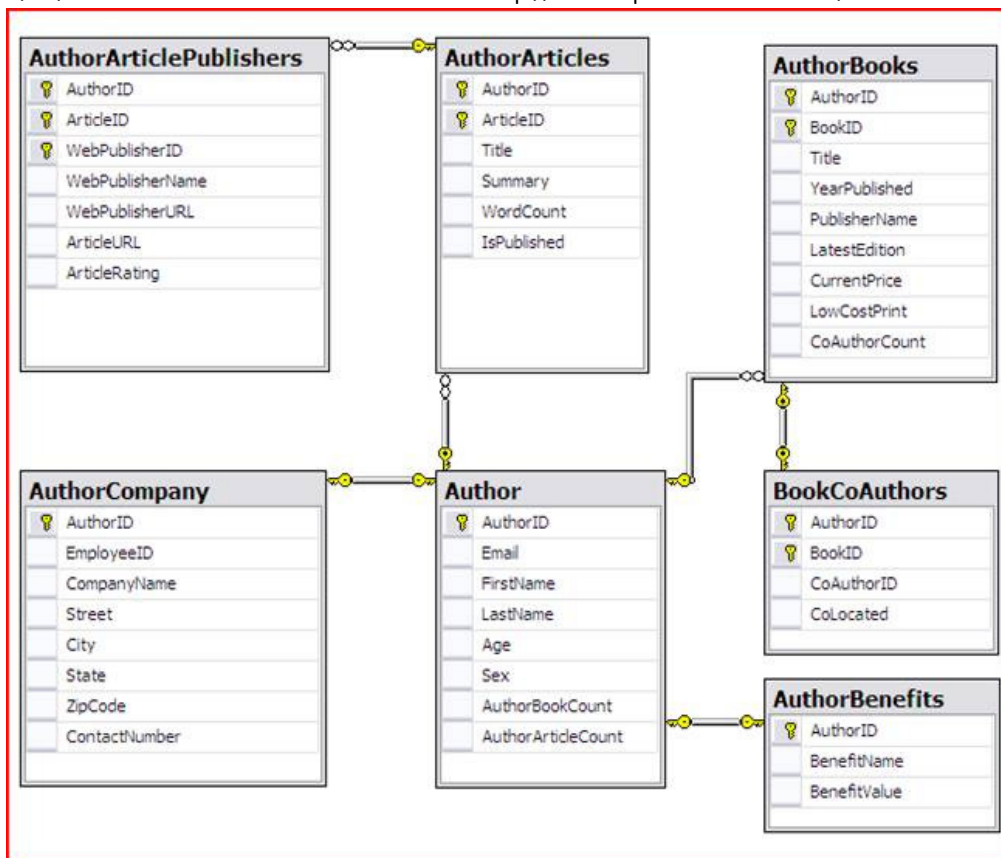 AuthorArticlePublishers
AuthorID
ArticleID
WebPublisherID
WebPublisherName
WebPublisherURL
ArticleURL
ArticleRating
AuthorArticles
AuthorID
ArticleID
Title
Summary
WordCount
IsPublished
AuthorBooks
AuthorID
BookID
Title
YearPublished
PublisherName
LatestEdition
CurrentPrice
LowCostPrint
CoAuthorCount
AuthorCompany
AuthorID
EmployeeID
CompanyName
Street
City
State
ZipCode
ContactNumber
Author
AuthorID
Email
FirstName
LastName
Age
Sex
AuthorBookCount
AuthorArticleCount
BookCoAuthors
AuthorID
BookID
CoAuthorID
CoLocated
AuthorBenefits
AuthorID
BenefitName
BenefitValue